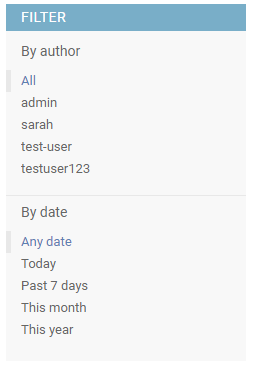 FILTER
By author
All
admin
sarah
test-user
testuser123
By date
Any date
Today
Past 7 days
This month
This year